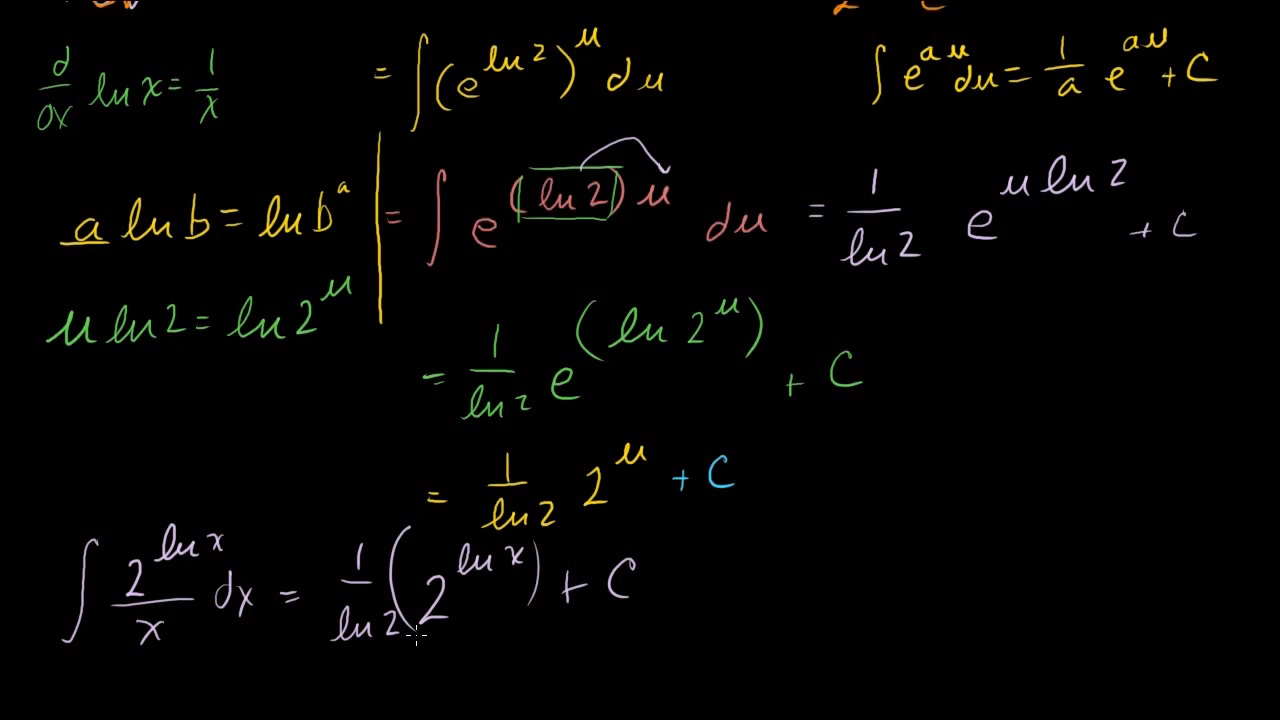 d/dx ln x = 1/x
= ∫ (e^(ln 2))^u du
∫ e^(au) du = 1/a e^(au) + C
a ln b = ln b^a
= ∫ e^((ln 2) u) du = 1/ln 2 e^(u ln 2) + C
u ln 2 = ln 2^u
= 1/ln 2 e^((ln 2^u)) + C
= 1/ln 2 2^u + C
∫ 2^(ln x)/x dx = 1/ln 2 (2^(ln x)) + C